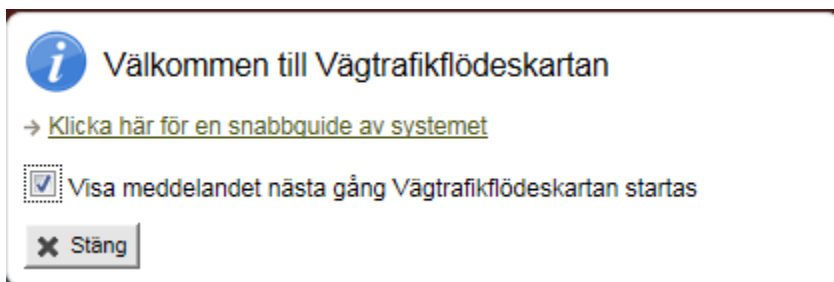 Välkommen till Vägtrafikflödeskartan
Klicka här för en snabbguide av systemet
Visa meddelandet nästa gång Vägtrafikflödeskartan startas
Stäng